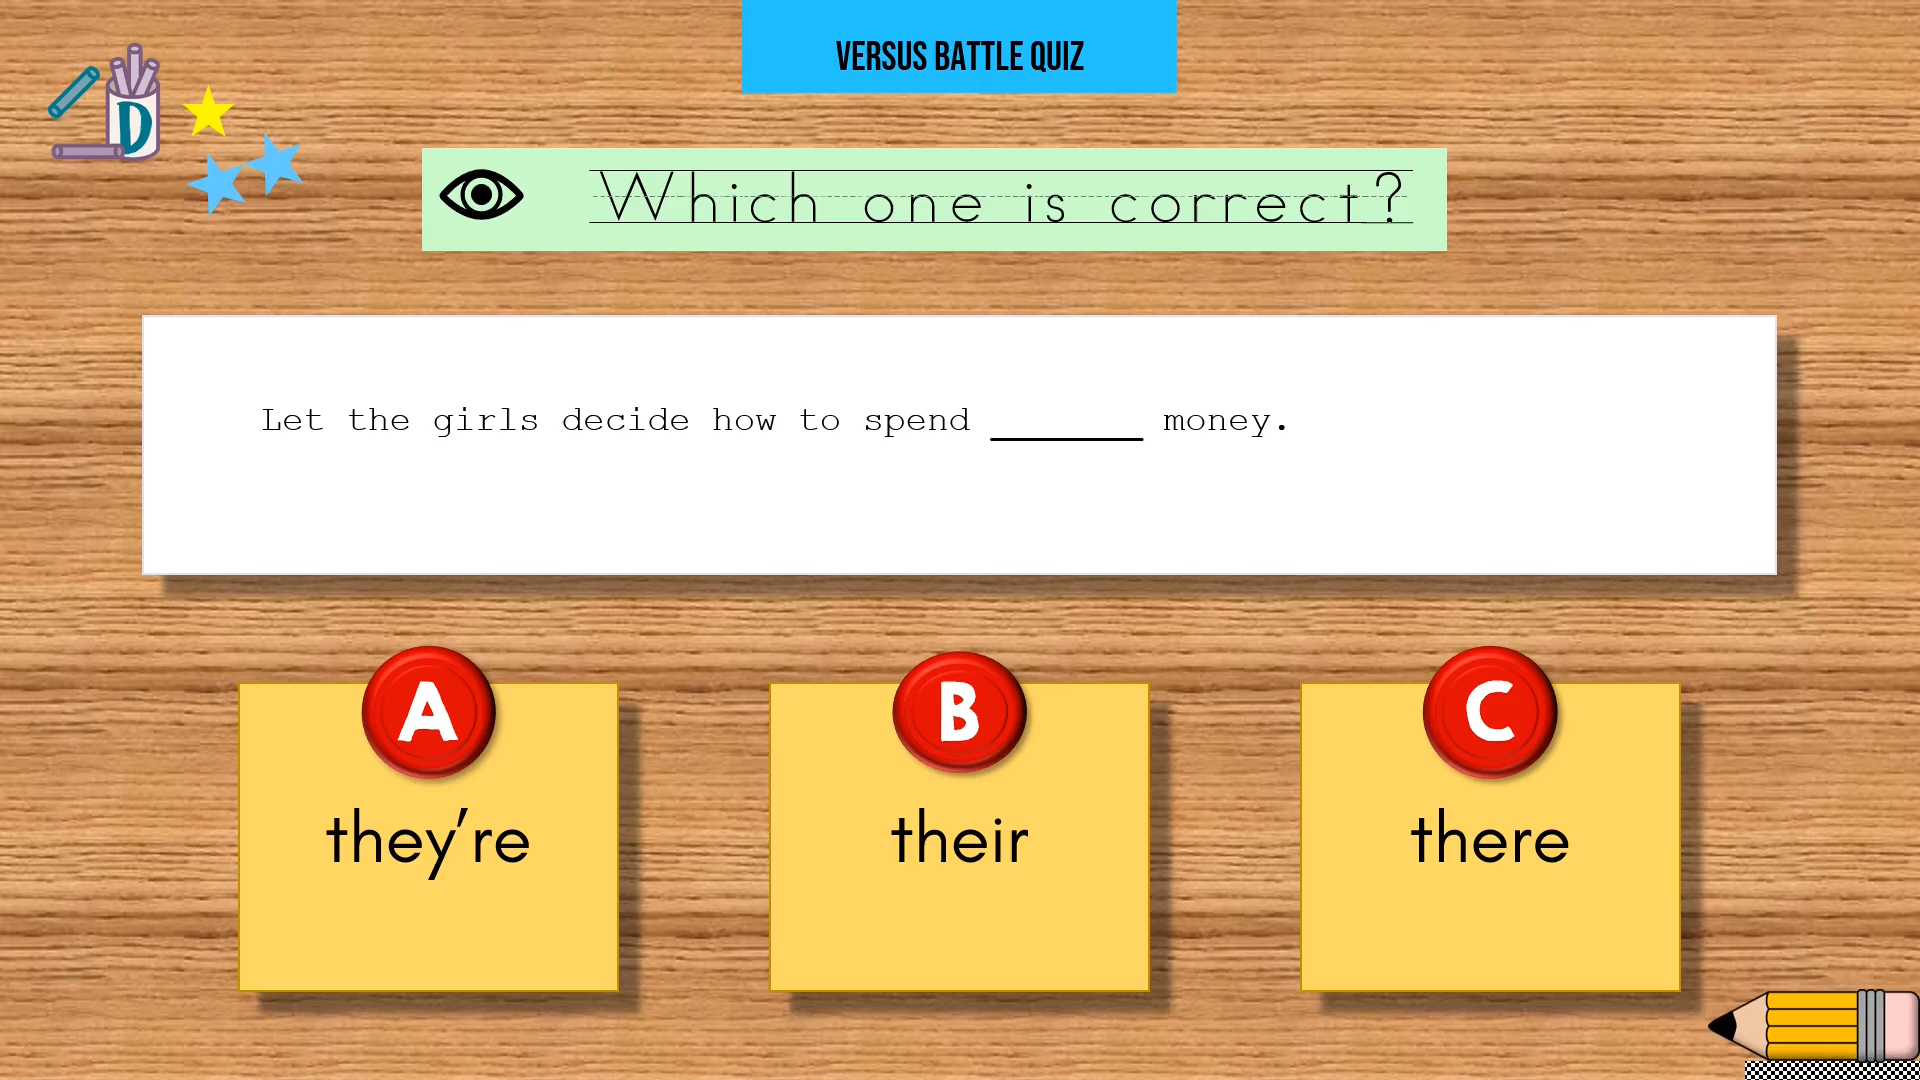 VERSUS BATTLE QUIZ
D
Which one is correct?
Let the girls decide how to spend ________ money.
A
they're
B
their
C
there